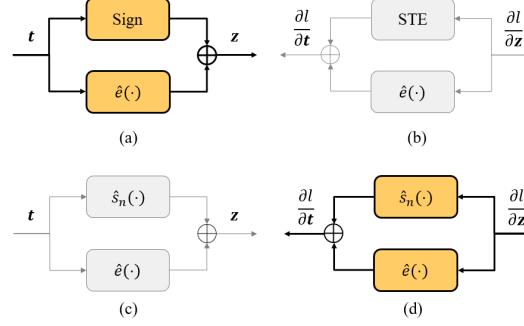 Sign
t
z
ê(·)
(a)
STE
∂l
∂t
∂l
∂z
ê(·)
(b)
ŝₙ(·)
t
z
ê(·)
(c)
ŝₙ(·)
∂l
∂t
∂l
∂z
ê(·)
(d)